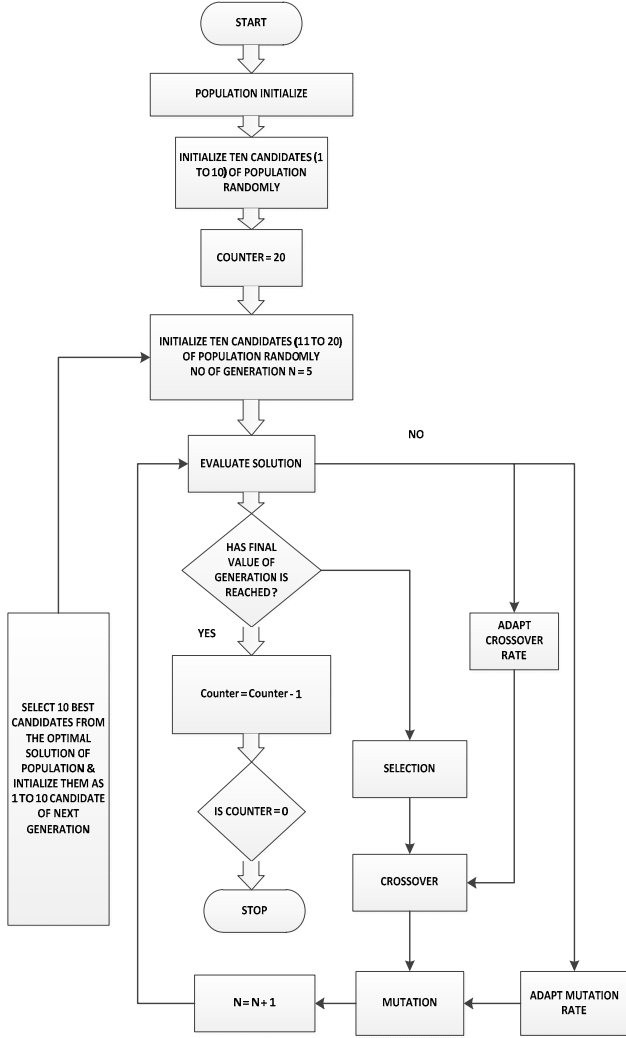 START
POPULATION INITIALIZE
INITIALIZE TEN CANDIDATES (1
TO 10) OF POPULATION
RANDOMLY
COUNTER = 20
INITIALIZE TEN CANDIDATES (11 TO 20)
OF POPULATION RANDOMLY
NO OF GENERATION N = 5
NO
EVALUATE SOLUTION
HAS FINAL
VALUE OF
GENERATION IS
REACHED?
YES
ADAPT
CROSSOVER
RATE
Counter = Counter - 1
SELECT 10 BEST
CANDIDATES FROM
THE OPTIMAL
SOLUTION OF
POPULATION &
INTIALIZE THEM AS
1 TO 10 CANDIDATE
OF NEXT
GENERATION
SELECTION
IS COUNTER = 0
CROSSOVER
STOP
N = N + 1
MUTATION
ADAPT MUTATION
RATE